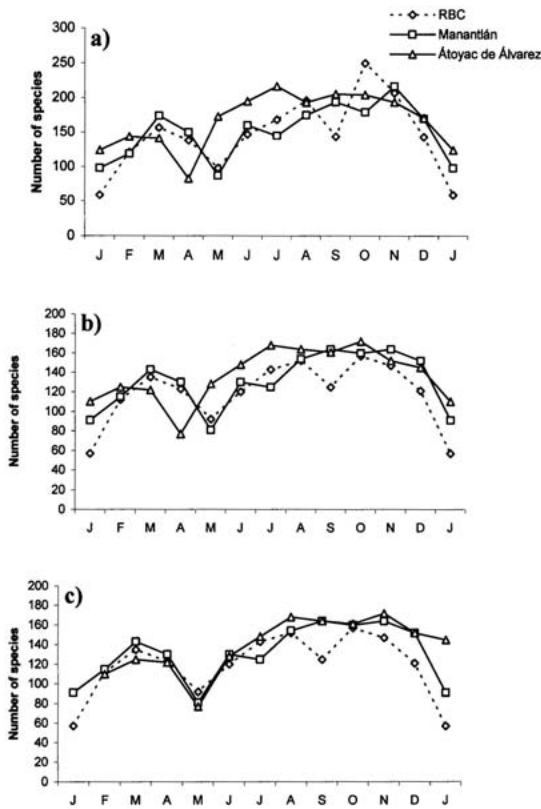 RBC
Manantlán
Átoyac de Álvarez
a)
Number of species
300
250
200
150
100
50
0
J F M A M J J A S O N D J
b)
Number of species
200
180
160
140
120
100
80
60
40
20
0
J F M A M J J A S O N D J
c)
Number of species
200
180
160
140
120
100
80
60
40
20
0
J F M A M J J A S O N D J